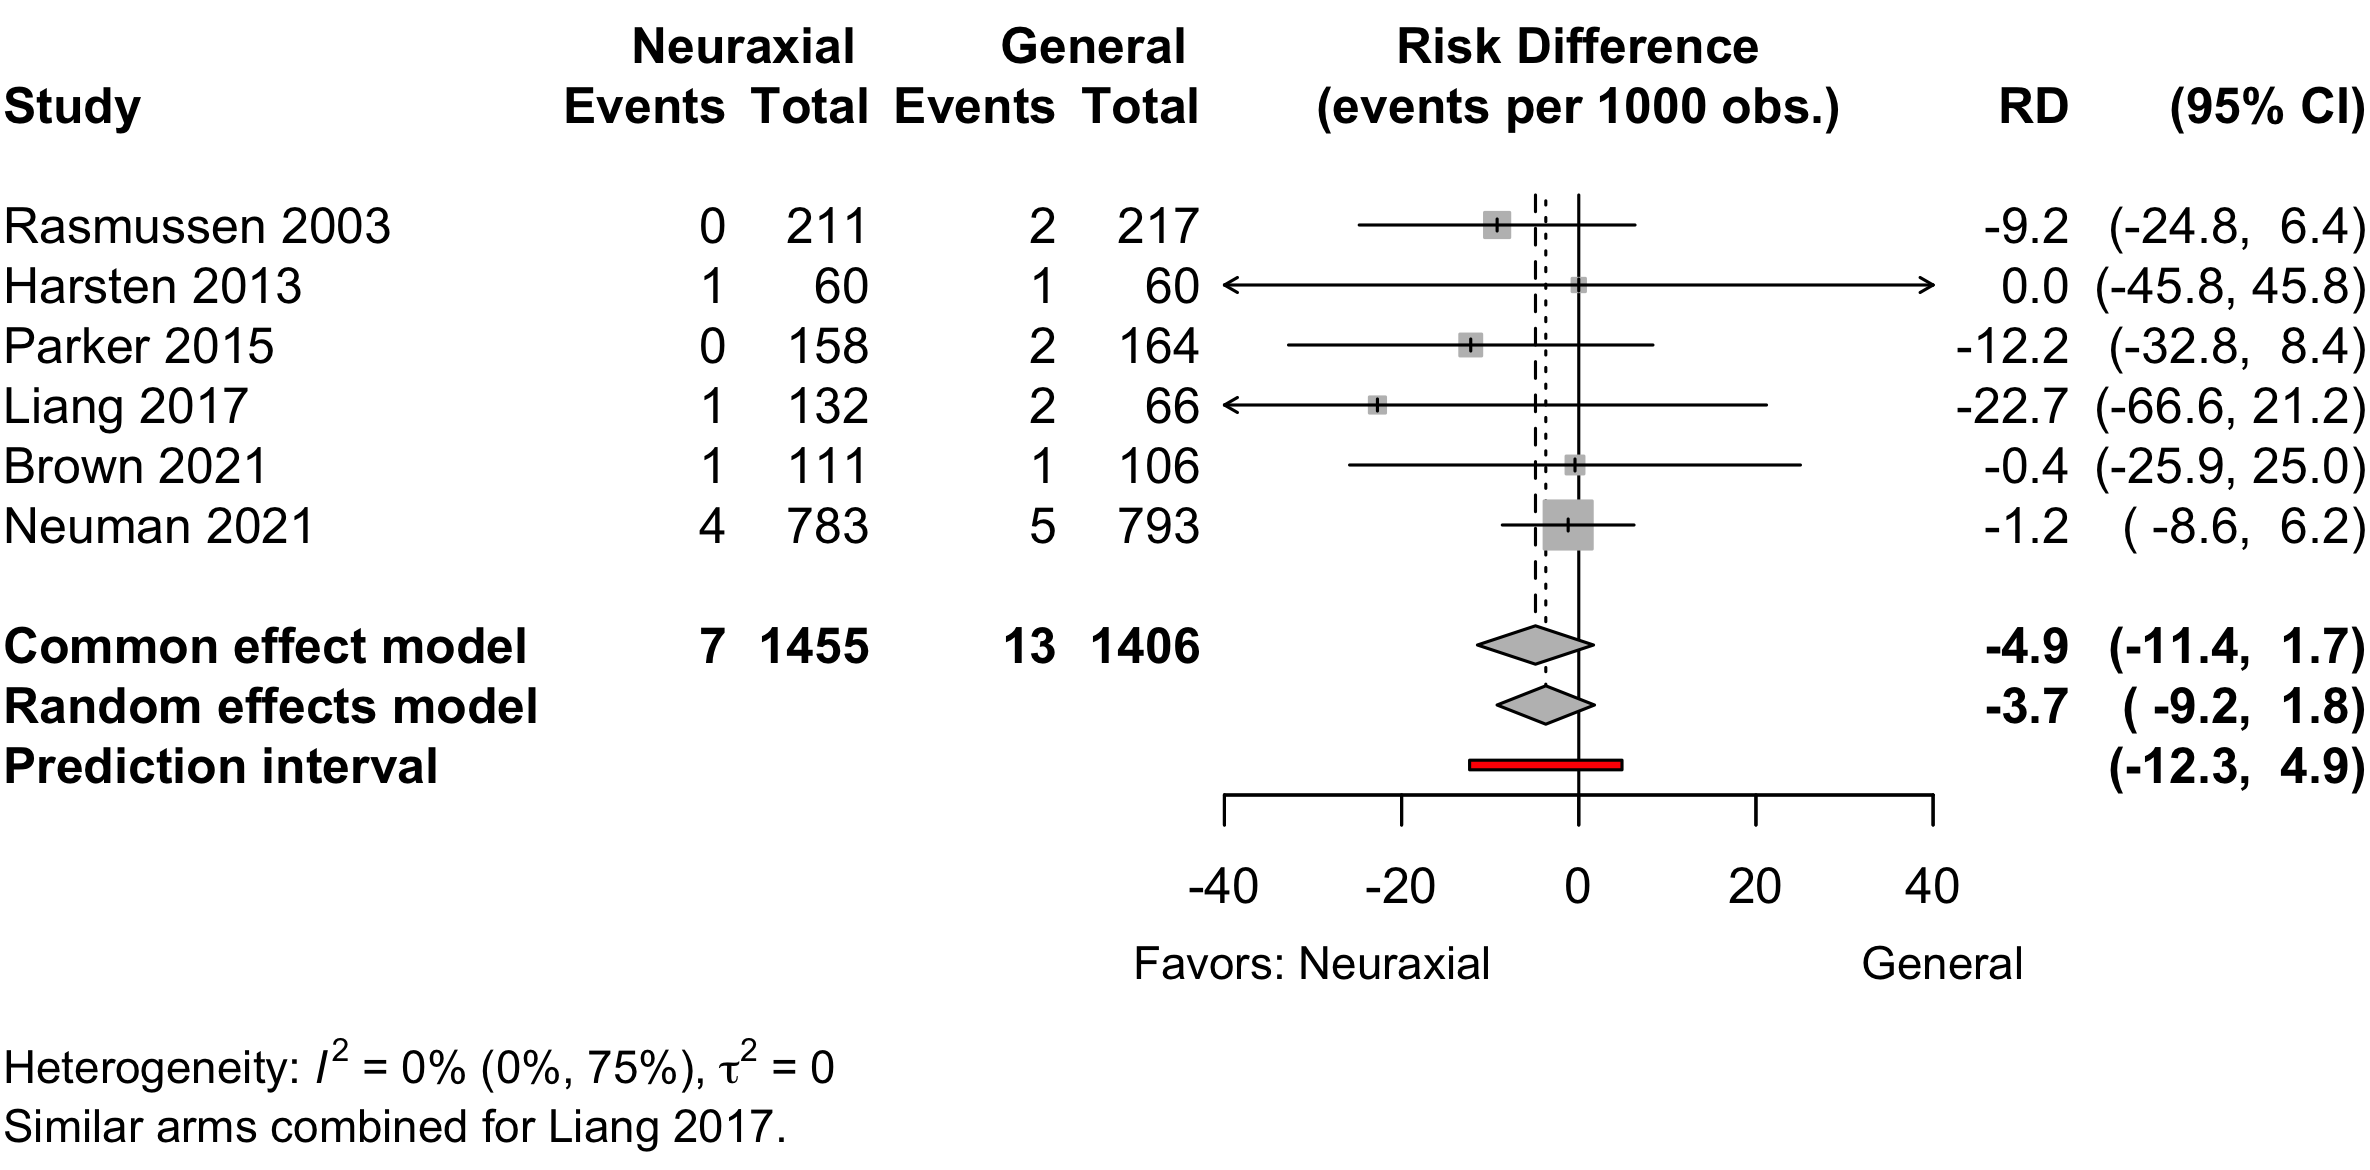 Neuraxial General Risk Difference
Study Events Total Events Total (events per 1000 obs.) RD (95% CI)
Rasmussen 2003 0 211 2 217 -9.2 (-24.8, 6.4)
Harsten 2013 1 60 1 60 0.0 (-45.8, 45.8)
Parker 2015 0 158 2 164 -12.2 (-32.8, 8.4)
Liang 2017 1 132 2 66 -22.7 (-66.6, 21.2)
Brown 2021 1 111 1 106 -0.4 (-25.9, 25.0)
Neuman 2021 4 783 5 793 -1.2 ( -8.6, 6.2)
Common effect model 7 1455 13 1406 -4.9 (-11.4, 1.7)
Random effects model -3.7 ( -9.2, 1.8)
Prediction interval (-12.3, 4.9)
-40 -20 0 20 40
Favors: Neuraxial General
Heterogeneity: I² = 0% (0%, 75%), τ² = 0
Similar arms combined for Liang 2017.